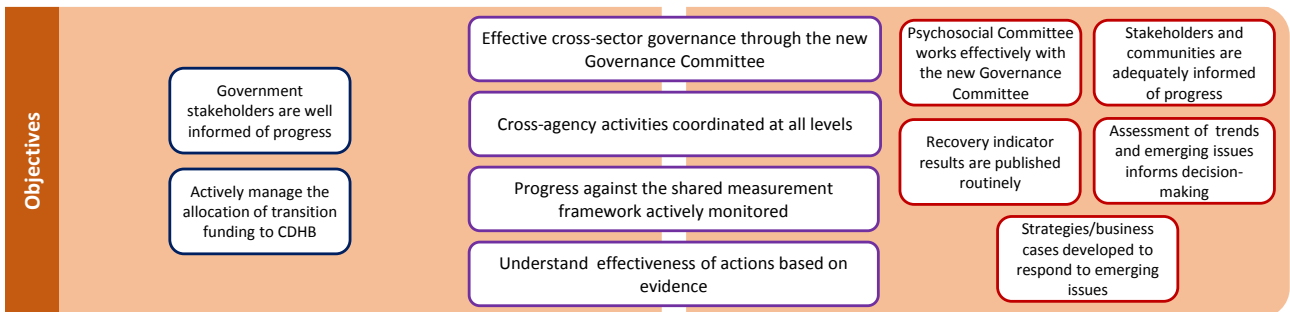 Objectives
Government
stakeholders are well
informed of progress
Actively manage the
allocation of transition
funding to CDHB
Effective cross-sector governance through the new
Governance Committee
Cross-agency activities coordinated at all levels
Progress against the shared measurement
framework actively monitored
Understand effectiveness of actions based on
evidence
Psychosocial Committee
works effectively with
the new Governance
Committee
Stakeholders and
communities are
adequately informed
of progress
Recovery indicator
results are published
routinely
Assessment of trends
and emerging issues
informs decision-
making
Strategies/business
cases developed to
respond to emerging
issues